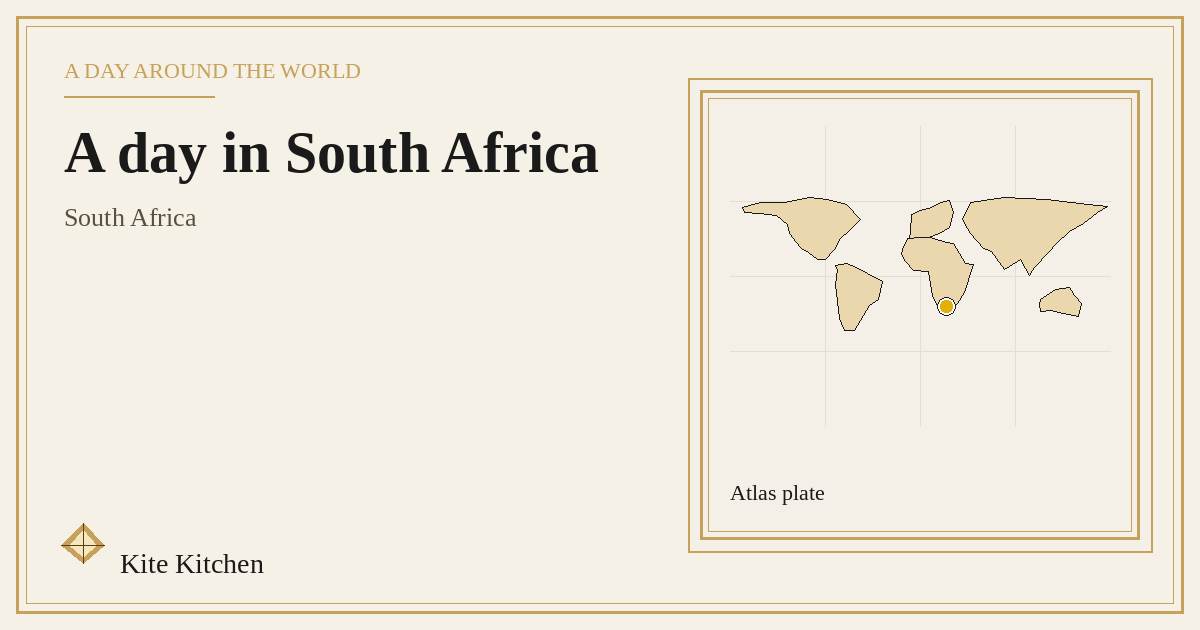 A DAY AROUND THE WORLD
A day in South Africa
South Africa
Atlas plate
Kite Kitchen